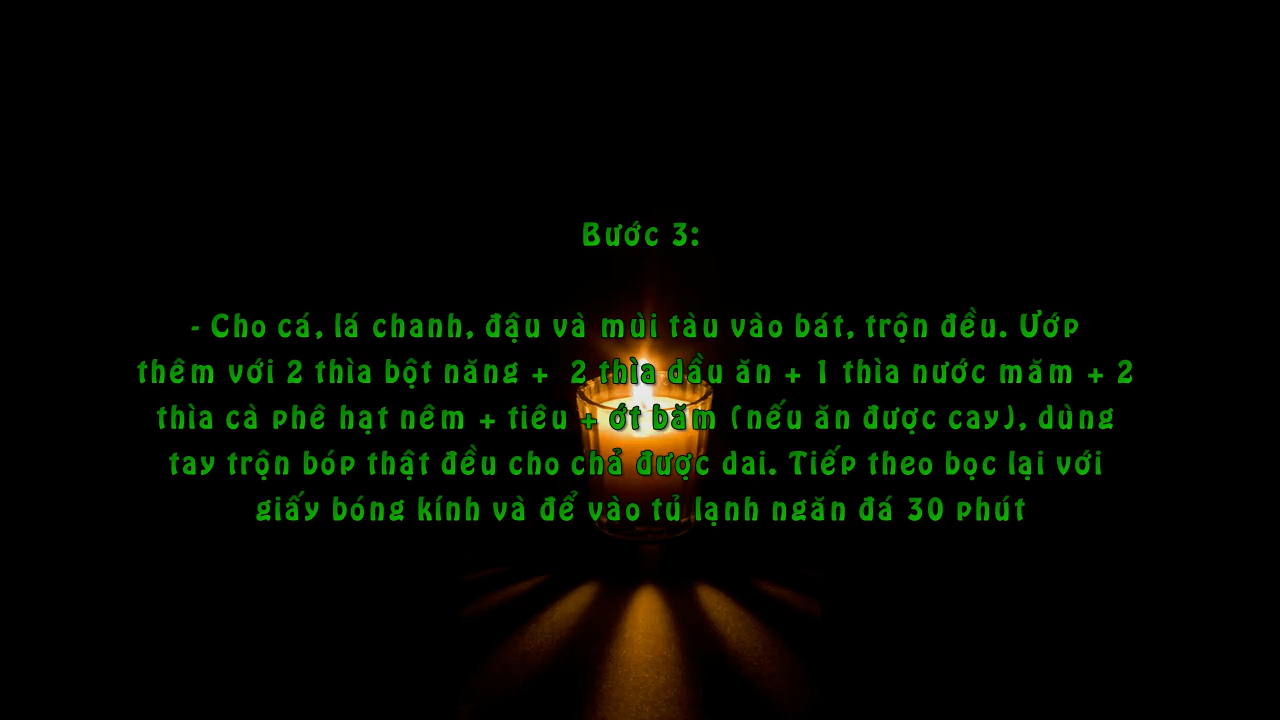 Bước 3:
- Cho cá, lá chanh, đậu và mùi tàu vào bát, trộn đều. Ướp
thêm với 2 thìa bột năng + 2 thìa dầu ăn + 1 thìa nước mắm + 2
thìa cà phê hạt nêm + tiêu + ớt băm (nếu ăn được cay), dùng
tay trộn bóp thật đều cho chả được dai. Tiếp theo bọc lại với
giấy bóng kính và để vào tủ lạnh ngăn đá 30 phút